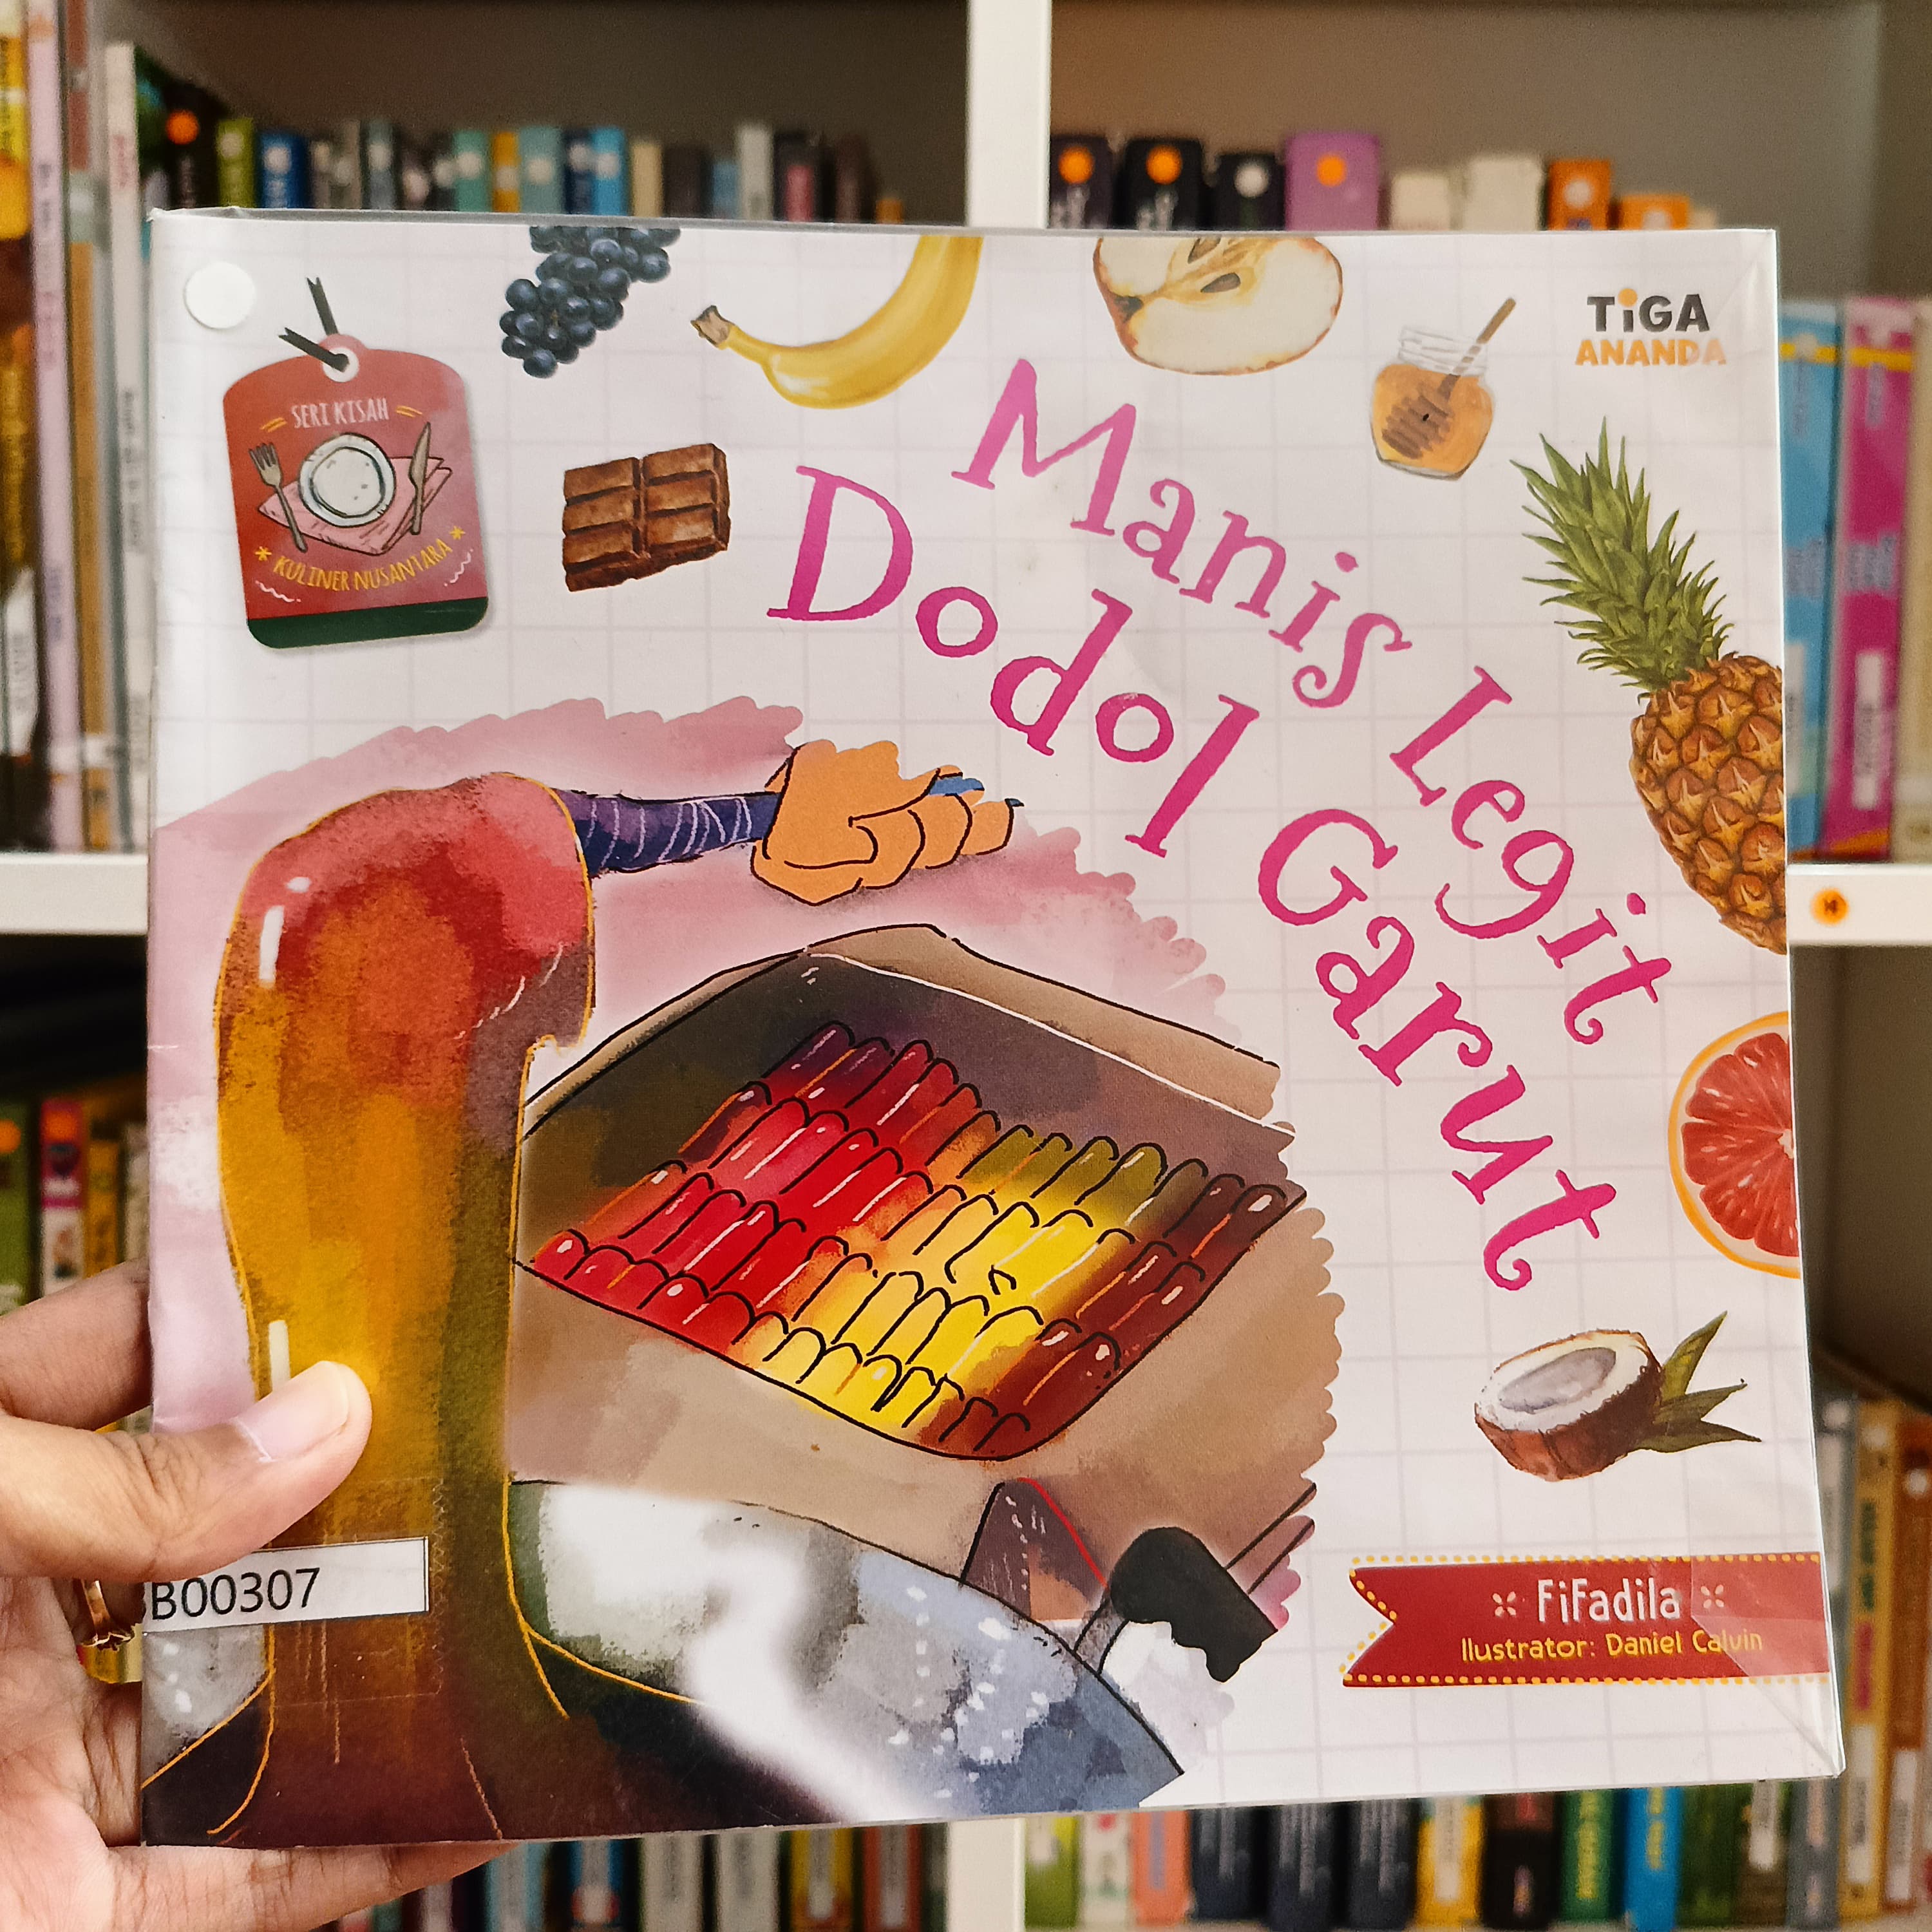 TiGA
ANANDA
SERI KISAH
KULINER NUSANTARA
Manis Legit
Dodol Garut
FiFadila
Ilustrator: Daniel Calvin
B00307